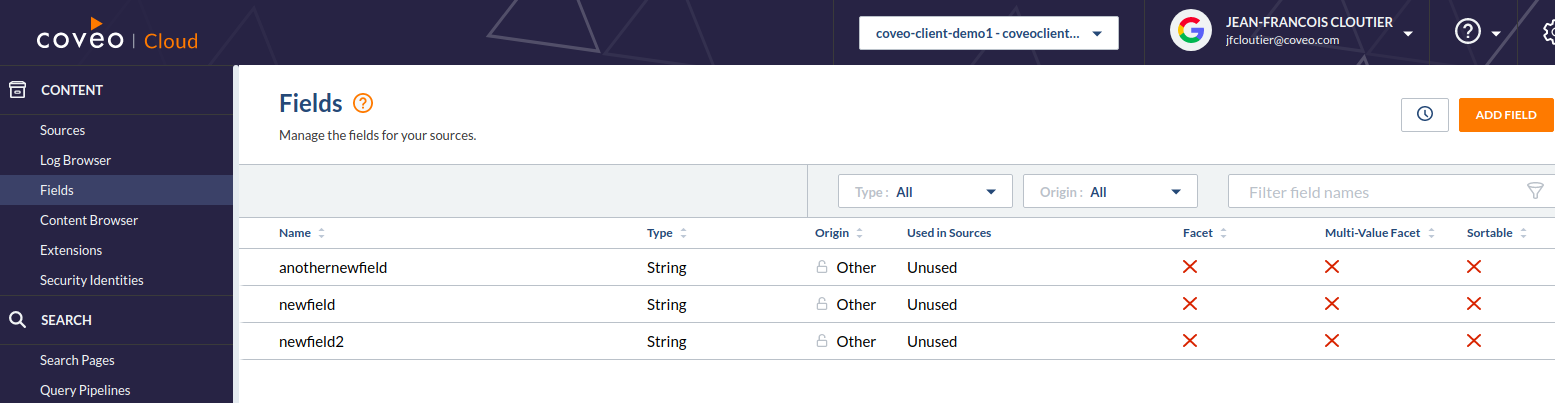 coveo | Cloud
coveo-client-demo1 - coveoclient...
JEAN-FRANCOIS CLOUTIER
jfcloutier@coveo.com
CONTENT
Sources
Log Browser
Fields
Content Browser
Extensions
Security Identities
SEARCH
Search Pages
Query Pipelines
Fields ?
Manage the fields for your sources.
ADD FIELD
Type : All
Origin : All
Filter field names
Name Type Origin Used in Sources Facet Multi-Value Facet Sortable
anothernewfield String Other Unused
newfield String Other Unused
newfield2 String Other Unused